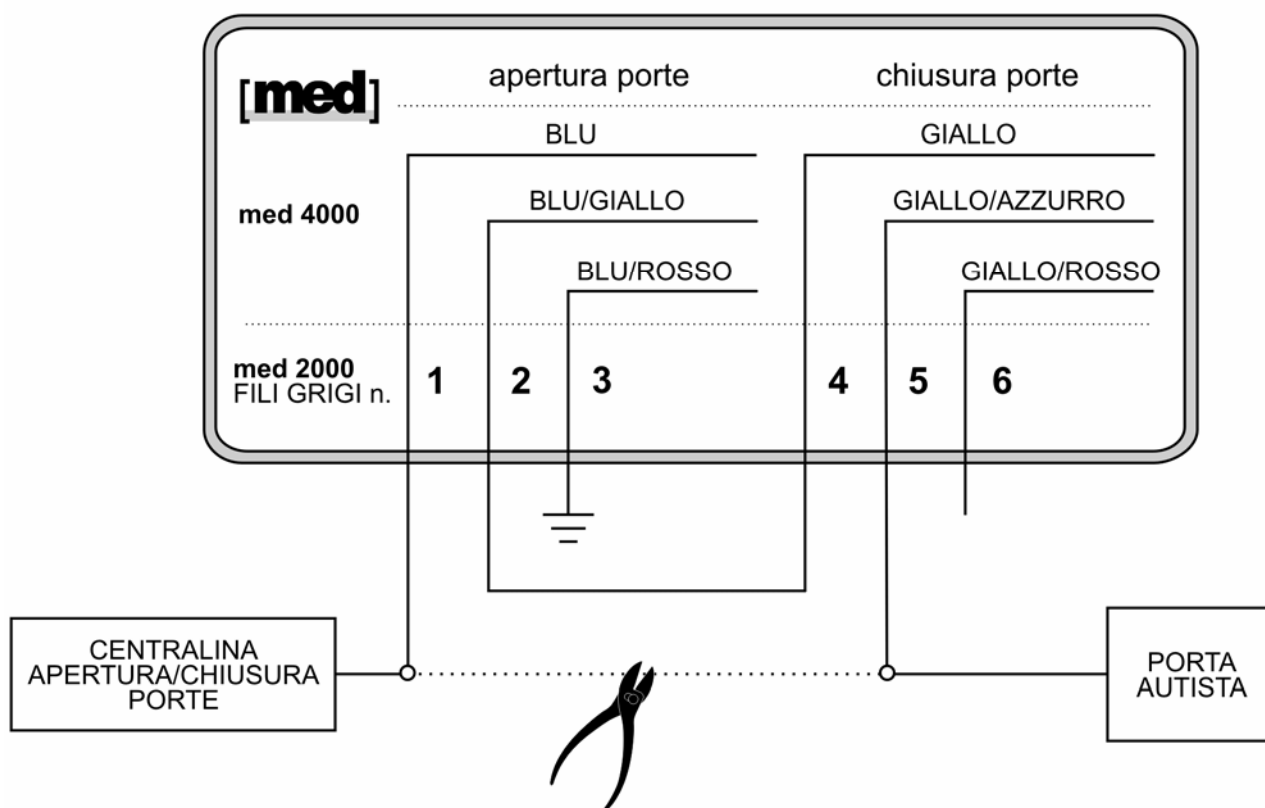 [med]
apertura porte
chiusura porte
BLU
GIALLO
med 4000
BLU/GIALLO
GIALLO/AZZURRO
BLU/ROSSO
GIALLO/ROSSO
med 2000
FILI GRIGI n.
1
2
3
4
5
6
CENTRALINA
APERTURA/CHIUSURA
PORTE
PORTA
AUTISTA